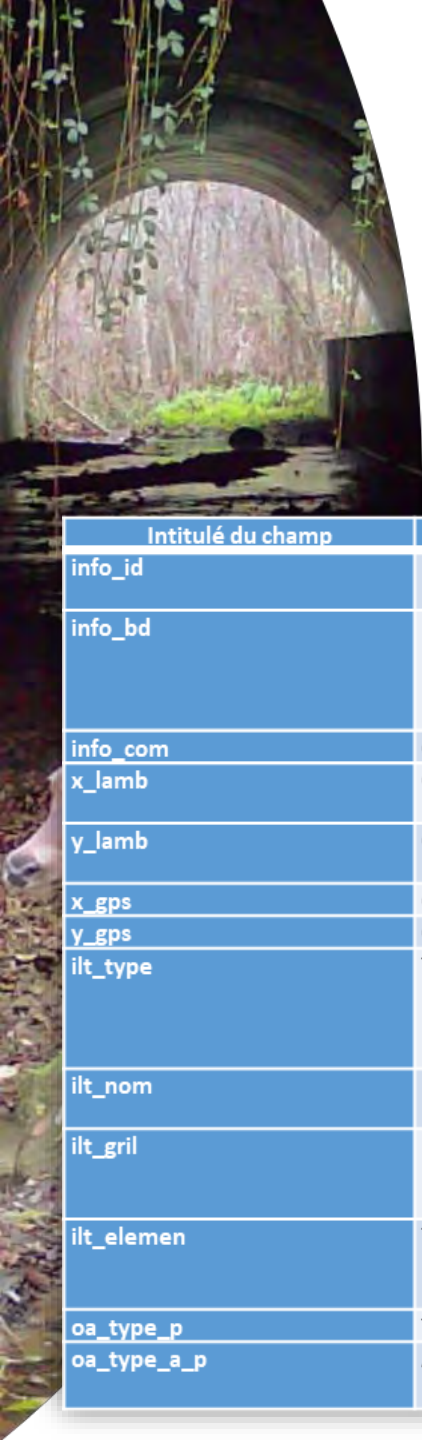 Intitulé du champ
info_id
info_bd
info_com
x_lamb
y_lamb
x_gps
y_gps
ilt_type
ilt_nom
ilt_gril
ilt_elemen
oa_type_p
oa_type_a_p